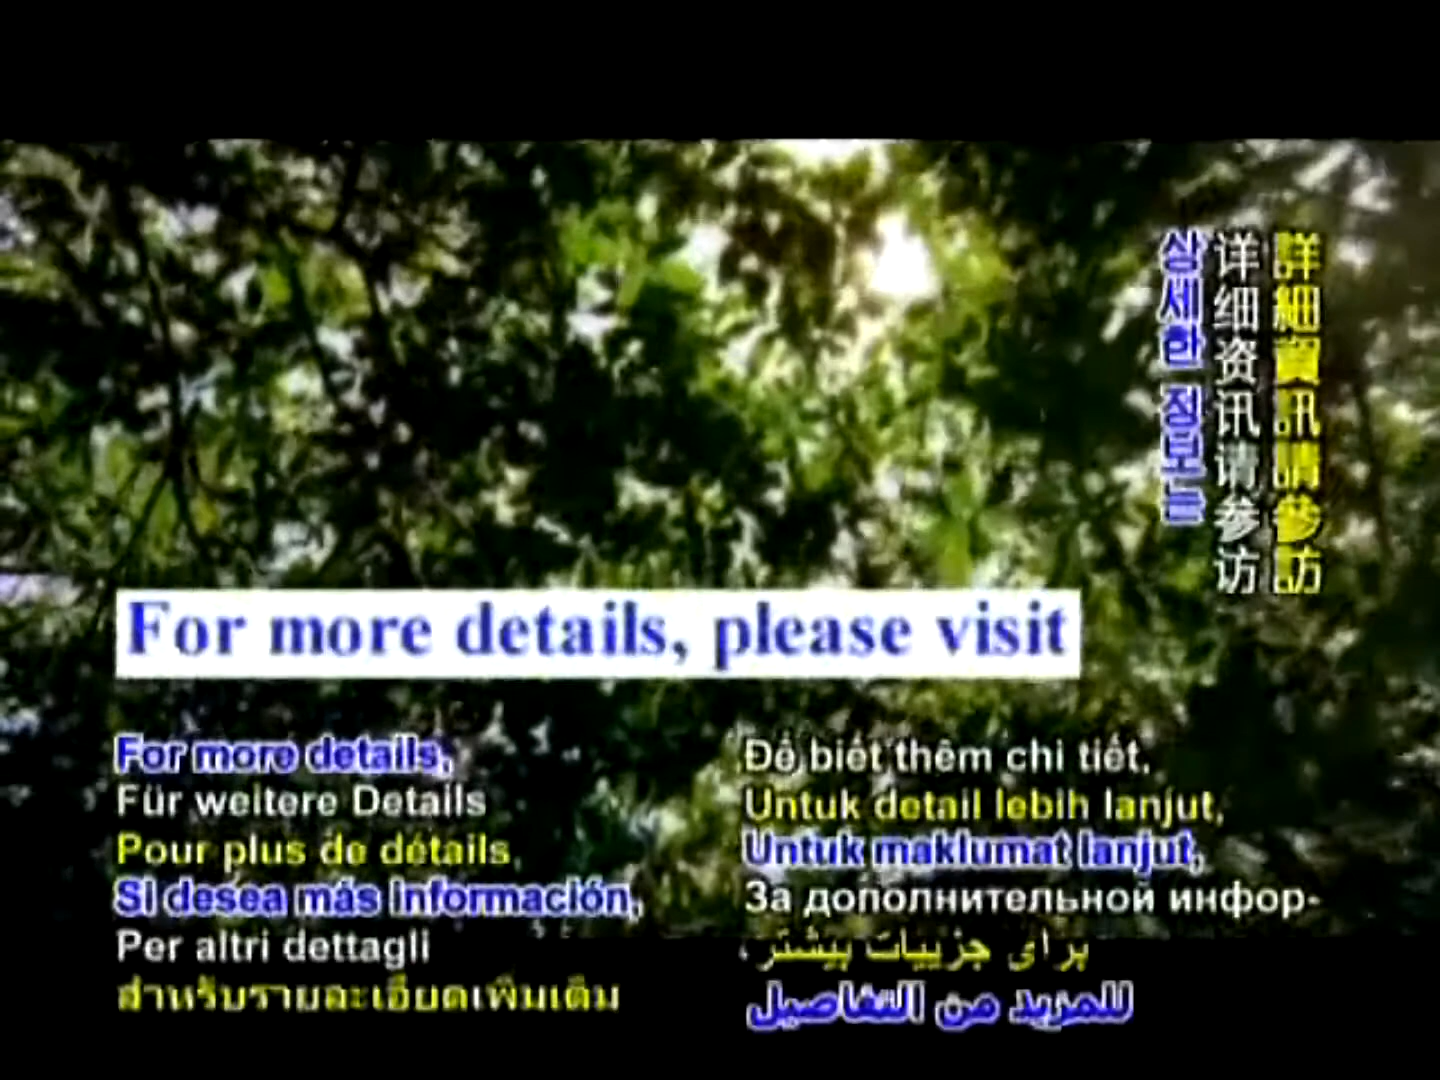 詳細資訊請參訪
详细资讯请参访
상세한 정보는
For more details, please visit
For more details,
Für weitere Details
Pour plus de détails,
Si desea más información,
Per altri dettagli
สำหรับรายละเอียดเพิ่มเติม
Để biết thêm chi tiết,
Untuk detail lebih lanjut,
Untuk maklumat lanjut,
За дополнительной инфор-
برای جزییات بیشتر،
للمزيد من التفاصيل